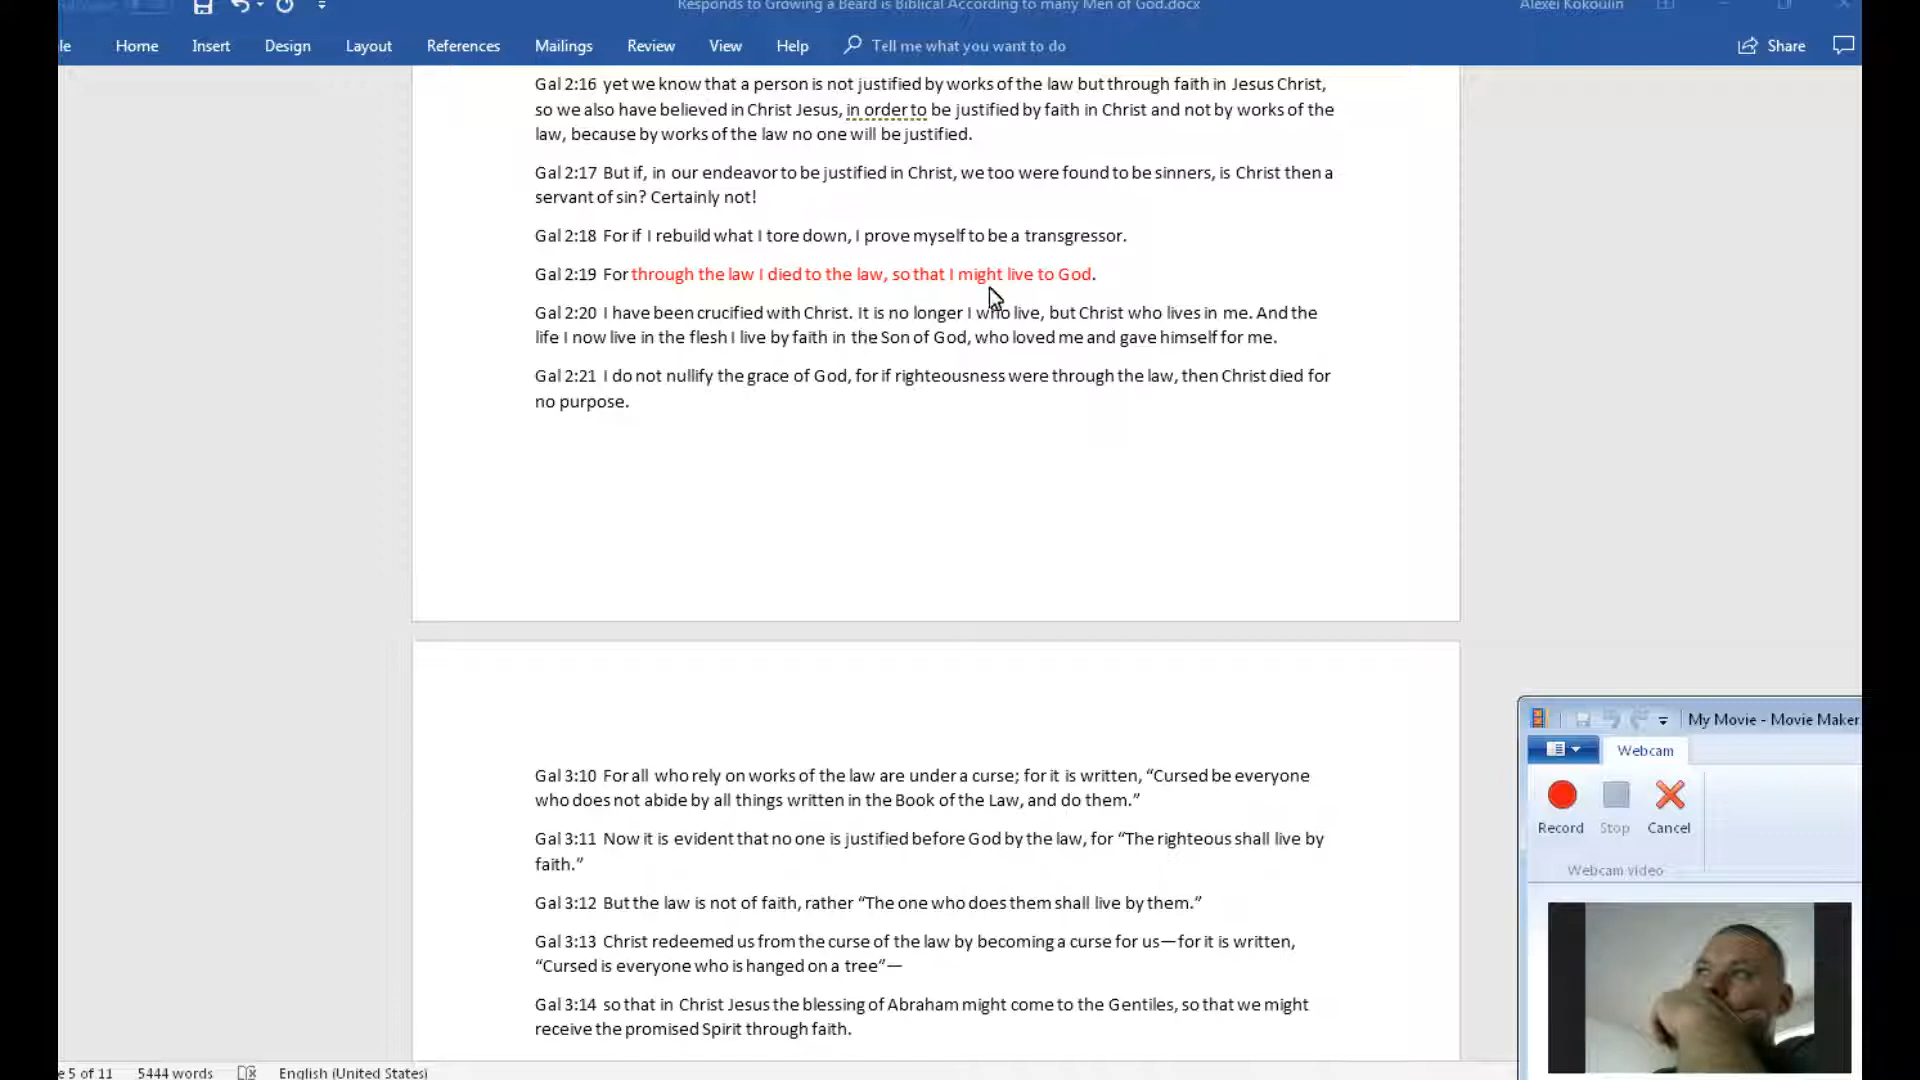 Responds to Growing a Beard is Biblical According to many Men of God.docx
Alexei Kokoulin
le Home Insert Design Layout References Mailings Review View Help Tell me what you want to do Share
Gal 2:16 yet we know that a person is not justified by works of the law but through faith in Jesus Christ,
so we also have believed in Christ Jesus, in order to be justified by faith in Christ and not by works of the
law, because by works of the law no one will be justified.
Gal 2:17 But if, in our endeavor to be justified in Christ, we too were found to be sinners, is Christ then a
servant of sin? Certainly not!
Gal 2:18 For if I rebuild what I tore down, I prove myself to be a transgressor.
Gal 2:19 For through the law I died to the law, so that I might live to God.
Gal 2:20 I have been crucified with Christ. It is no longer I who live, but Christ who lives in me. And the
life I now live in the flesh I live by faith in the Son of God, who loved me and gave himself for me.
Gal 2:21 I do not nullify the grace of God, for if righteousness were through the law, then Christ died for
no purpose.
Gal 3:10 For all who rely on works of the law are under a curse; for it is written, “Cursed be everyone
who does not abide by all things written in the Book of the Law, and do them.”
Gal 3:11 Now it is evident that no one is justified before God by the law, for “The righteous shall live by
faith.”
Gal 3:12 But the law is not of faith, rather “The one who does them shall live by them.”
Gal 3:13 Christ redeemed us from the curse of the law by becoming a curse for us—for it is written,
“Cursed is everyone who is hanged on a tree”—
Gal 3:14 so that in Christ Jesus the blessing of Abraham might come to the Gentiles, so that we might
receive the promised Spirit through faith.
My Movie - Movie Maker
Webcam
Record Stop Cancel
Webcam video
e 5 of 11 5444 words English (United States)